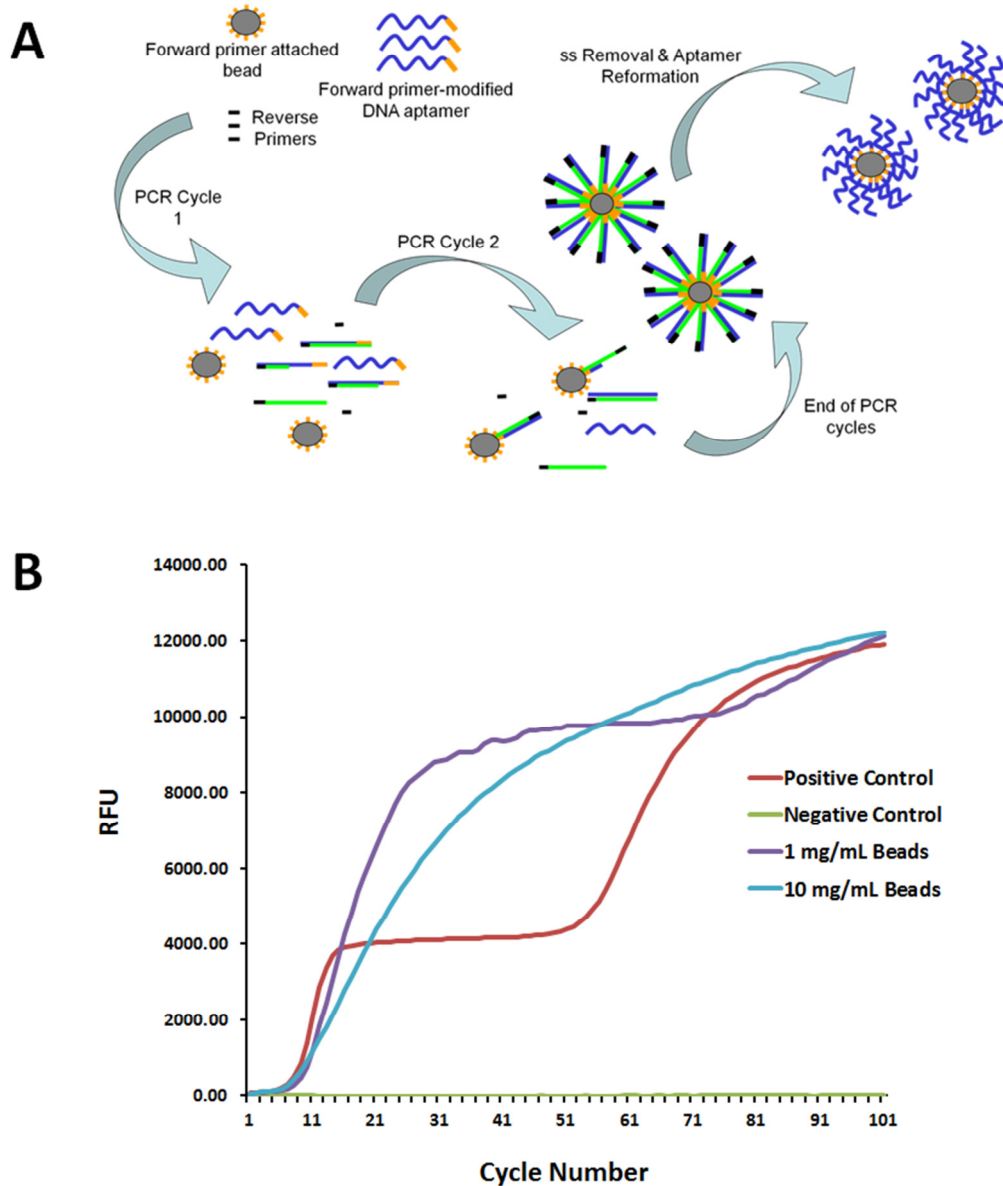 A
Forward primer attached
bead
Forward primer-modified
DNA aptamer
Reverse
Primers
ss Removal & Aptamer
Reformation
PCR Cycle
1
PCR Cycle 2
End of PCR
cycles
B
14000.00
12000.00
10000.00
8000.00
6000.00
4000.00
2000.00
0.00
RFU
Positive Control
Negative Control
1 mg/mL Beads
10 mg/mL Beads
1 11 21 31 41 51 61 71 81 91 101
Cycle Number